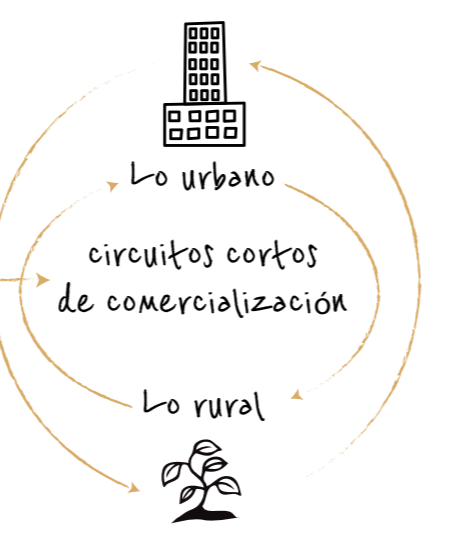 Lo urbano
circuitos cortos
de comercialización
Lo rural